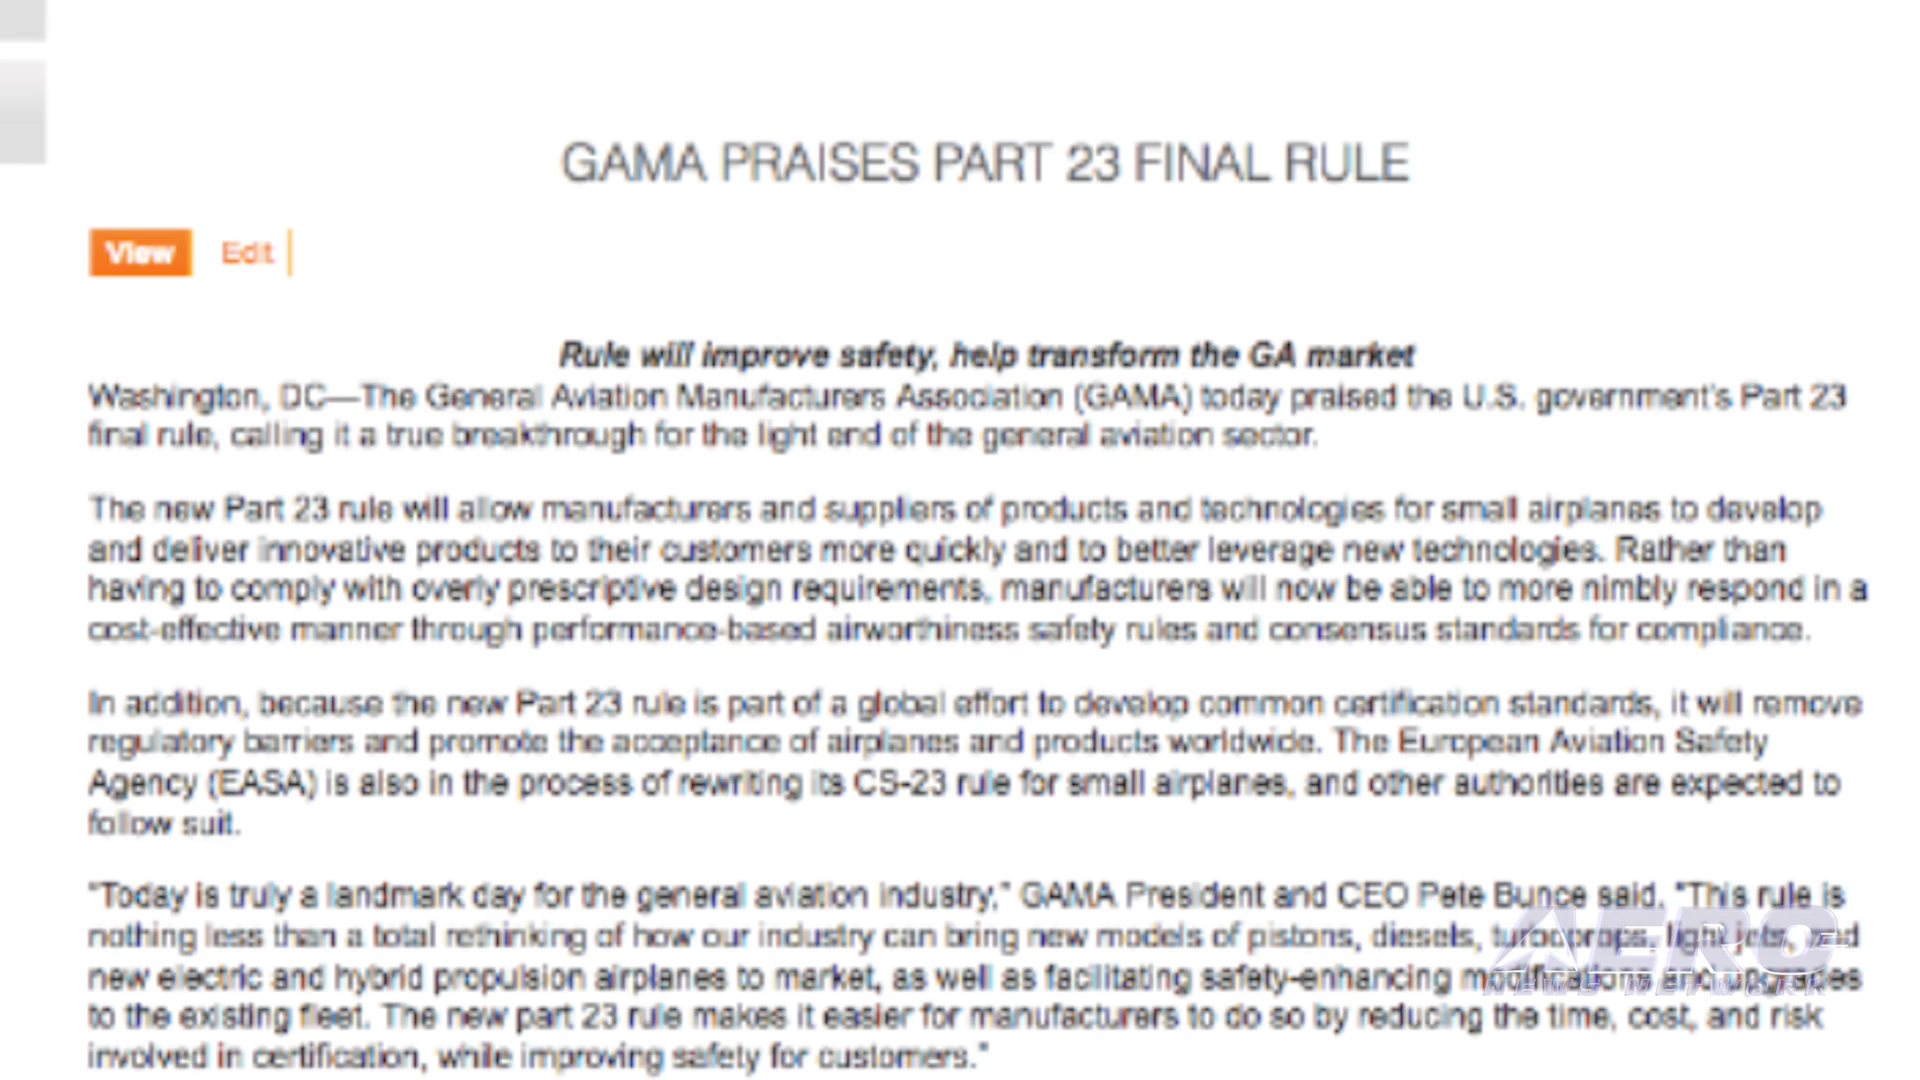 GAMA PRAISES PART 23 FINAL RULE
View Edit
Rule will improve safety, help transform the GA market
Washington, DC—The General Aviation Manufacturers Association (GAMA) today praised the U.S. government's Part 23
final rule, calling it a true breakthrough for the light end of the general aviation sector.
The new Part 23 rule will allow manufacturers and suppliers of products and technologies for small airplanes to develop
and deliver innovative products to their customers more quickly and to better leverage new technologies. Rather than
having to comply with overly prescriptive design requirements, manufacturers will now be able to more nimbly respond in a
cost-effective manner through performance-based airworthiness safety rules and consensus standards for compliance.
In addition, because the new Part 23 rule is part of a global effort to develop common certification standards, it will remove
regulatory barriers and promote the acceptance of airplanes and products worldwide. The European Aviation Safety
Agency (EASA) is also in the process of rewriting its CS-23 rule for small airplanes, and other authorities are expected to
follow suit.
"Today is truly a landmark day for the general aviation industry," GAMA President and CEO Pete Bunce said. "This rule is
nothing less than a total rethinking of how our industry can bring new models of pistons, diesels, turboprops, light jets, and
new electric and hybrid propulsion airplanes to market, as well as facilitating safety-enhancing modifications and upgrades
to the existing fleet. The new part 23 rule makes it easier for manufacturers to do so by reducing the time, cost, and risk
involved in certification, while improving safety for customers."
AERO
NEWS NETWORK